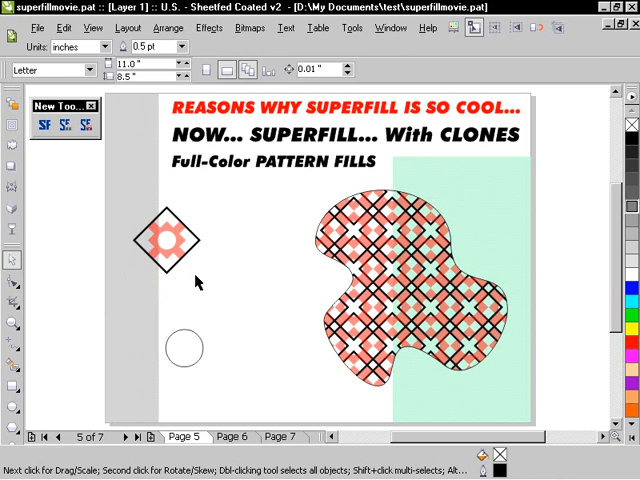 superfillmovie.pat :: [Layer 1] :: U.S. - Sheetfed Coated v2 - [D:\My Documents\test\superfillmovie.pat]
File Edit View Layout Arrange Effects Bitmaps Text Tools Window Help
Units: inches .5 pt
Letter 11.0 " 8.5 " 0.01 "
New Too...
REASONS WHY SUPERFILL IS SO COOL...
NOW... SUPERFILL... With CLONES
Full-Color PATTERN FILLS
5 of 7 Page 5 Page 6 Page 7
Next click for Drag/Scale; Second click for Rotate/Skew; Dbl-clicking tool selects all objects; Shift+click multi-selects; Alt...